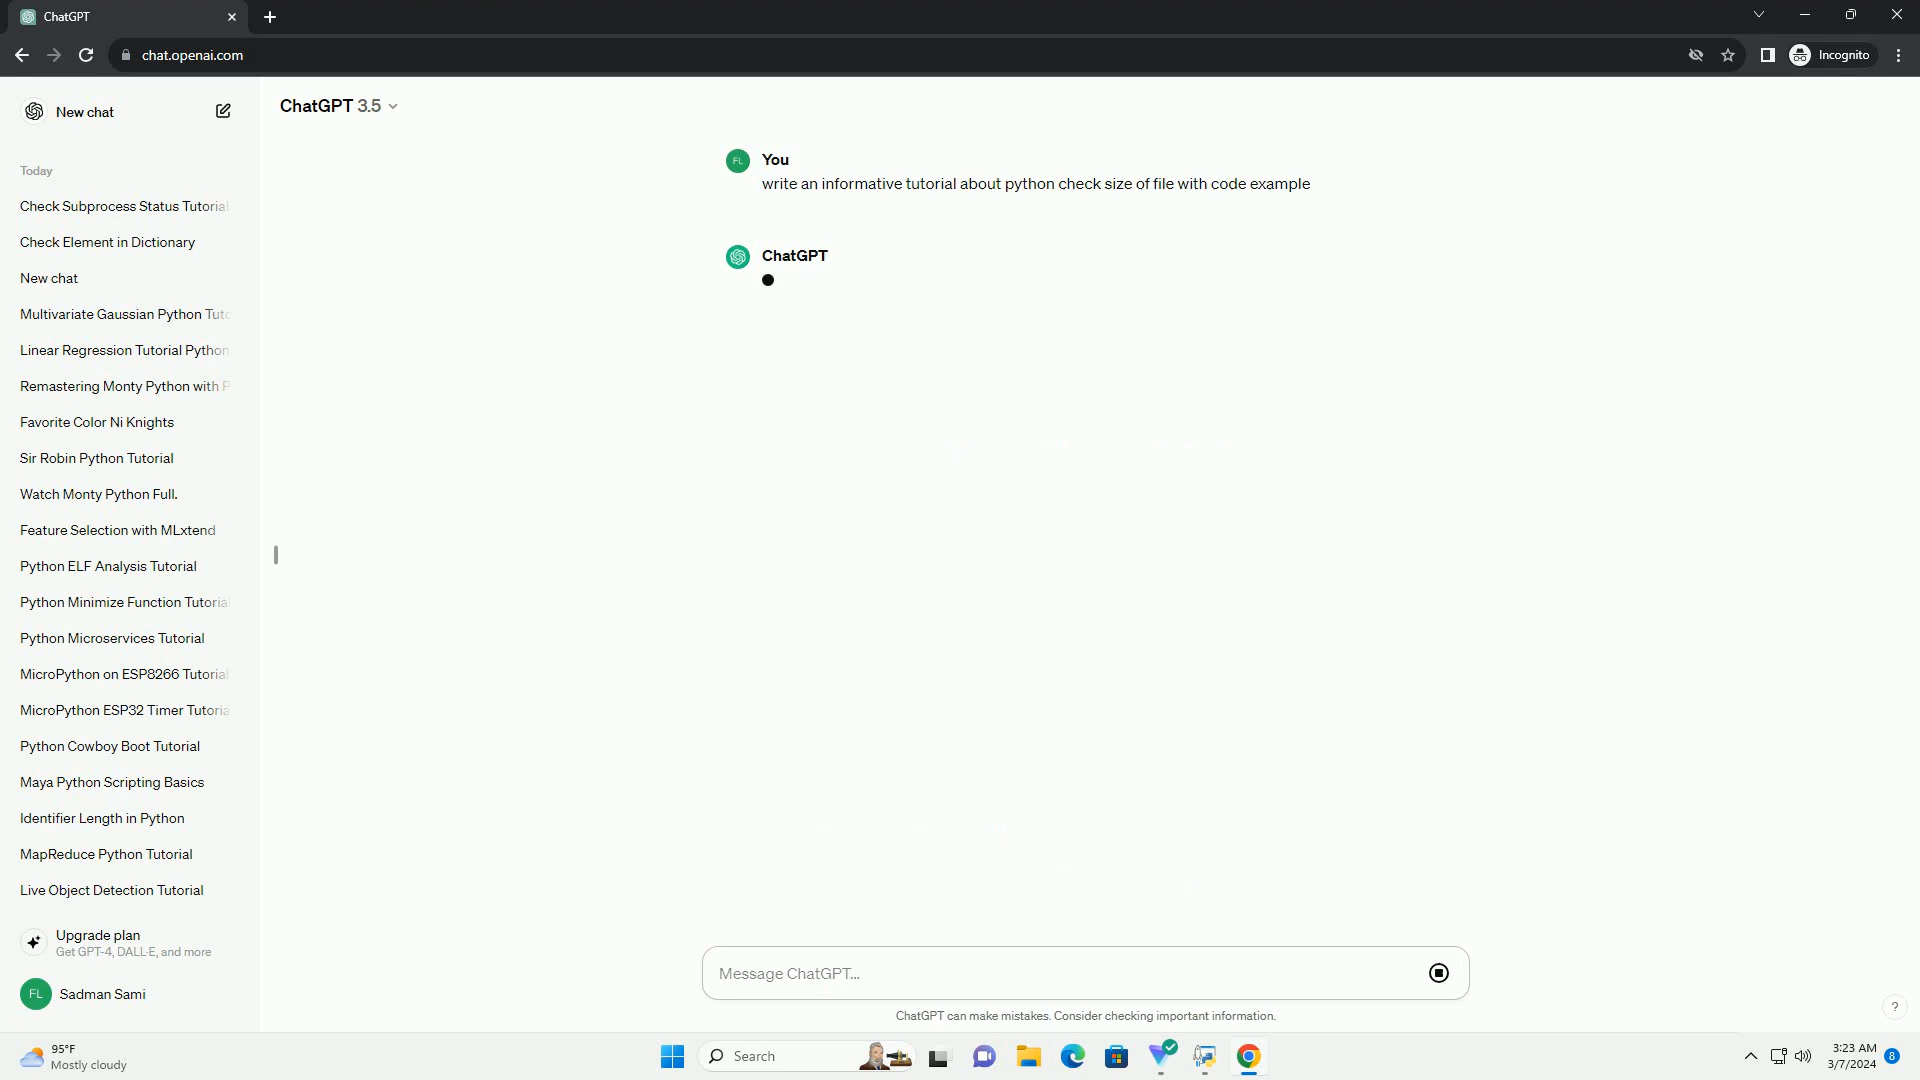 ChatGPT
chat.openai.com
Incognito
New chat
ChatGPT 3.5
Today
Check Subprocess Status Tutorial
Check Element in Dictionary
New chat
Multivariate Gaussian Python Tuto
Linear Regression Tutorial Python
Remastering Monty Python with P
Favorite Color Ni Knights
Sir Robin Python Tutorial
Watch Monty Python Full.
Feature Selection with MLxtend
Python ELF Analysis Tutorial
Python Minimize Function Tutoria
Python Microservices Tutorial
MicroPython on ESP8266 Tutorial
MicroPython ESP32 Timer Tutoria
Python Cowboy Boot Tutorial
Maya Python Scripting Basics
Identifier Length in Python
MapReduce Python Tutorial
Live Object Detection Tutorial
Upgrade plan
Get GPT-4, DALL·E, and more
FL Sadman Sami
FL You
write an informative tutorial about python check size of file with code example
ChatGPT
Message ChatGPT...
ChatGPT can make mistakes. Consider checking important information.
?
95°F
Mostly cloudy
Search
3:23 AM
3/7/2024
8